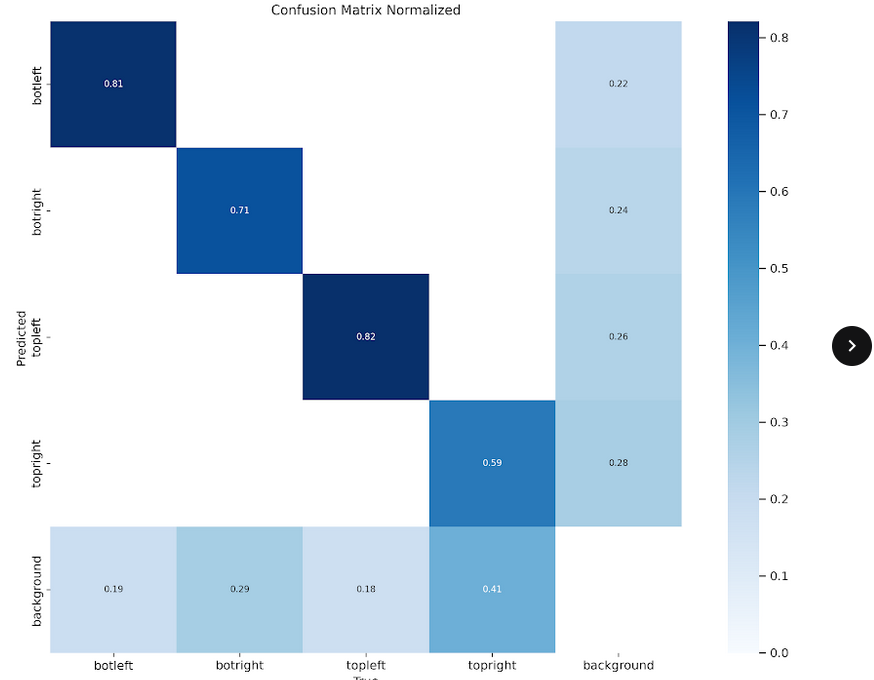 Confusion Matrix Normalized
botleft
0.81
0.22
0.8
0.7
botright
0.71
0.24
0.6
0.5
Predicted
topleft
0.82
0.26
0.4
0.3
topright
0.59
0.28
0.2
background
0.19
0.29
0.18
0.41
0.1
0.0
botleft
botright
topleft
topright
background
True